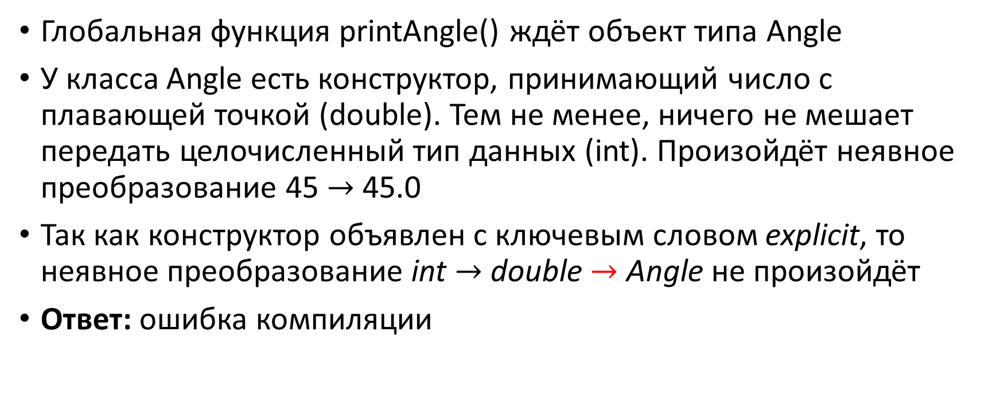 • Глобальная функция printAngle() ждёт объект типа Angle
• У класса Angle есть конструктор, принимающий число с
плавающей точкой (double). Тем не менее, ничего не мешает
передать целочисленный тип данных (int). Произойдёт неявное
преобразование 45 → 45.0
• Так как конструктор объявлен с ключевым словом explicit, то
неявное преобразование int → double → Angle не произойдёт
• Ответ: ошибка компиляции